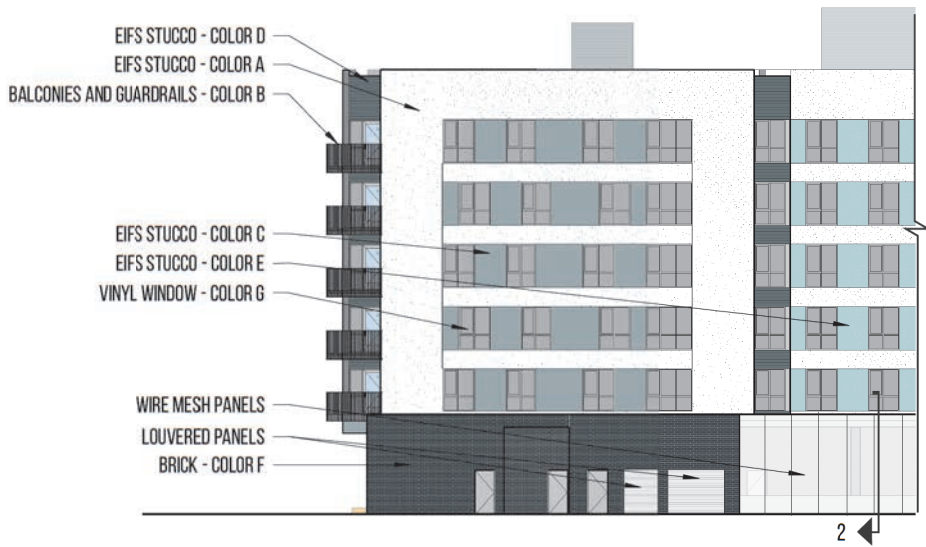 EIFS STUCCO - COLOR D
EIFS STUCCO - COLOR A
BALCONIES AND GUARDRAILS - COLOR B
EIFS STUCCO - COLOR C
EIFS STUCCO - COLOR E
VINYL WINDOW - COLOR G
WIRE MESH PANELS
LOUVERED PANELS
BRICK - COLOR F
2